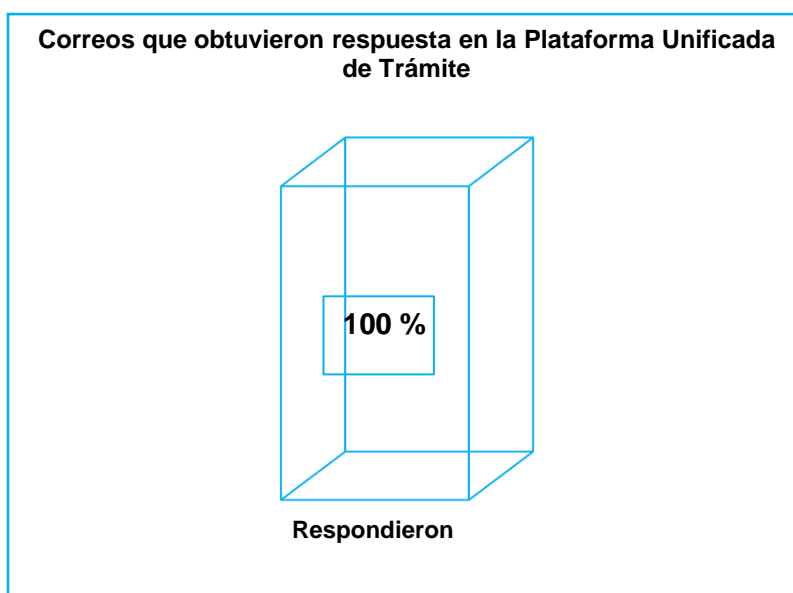 Correos que obtuvieron respuesta en la Plataforma Unificada
de Trámite
100 %
Respondieron